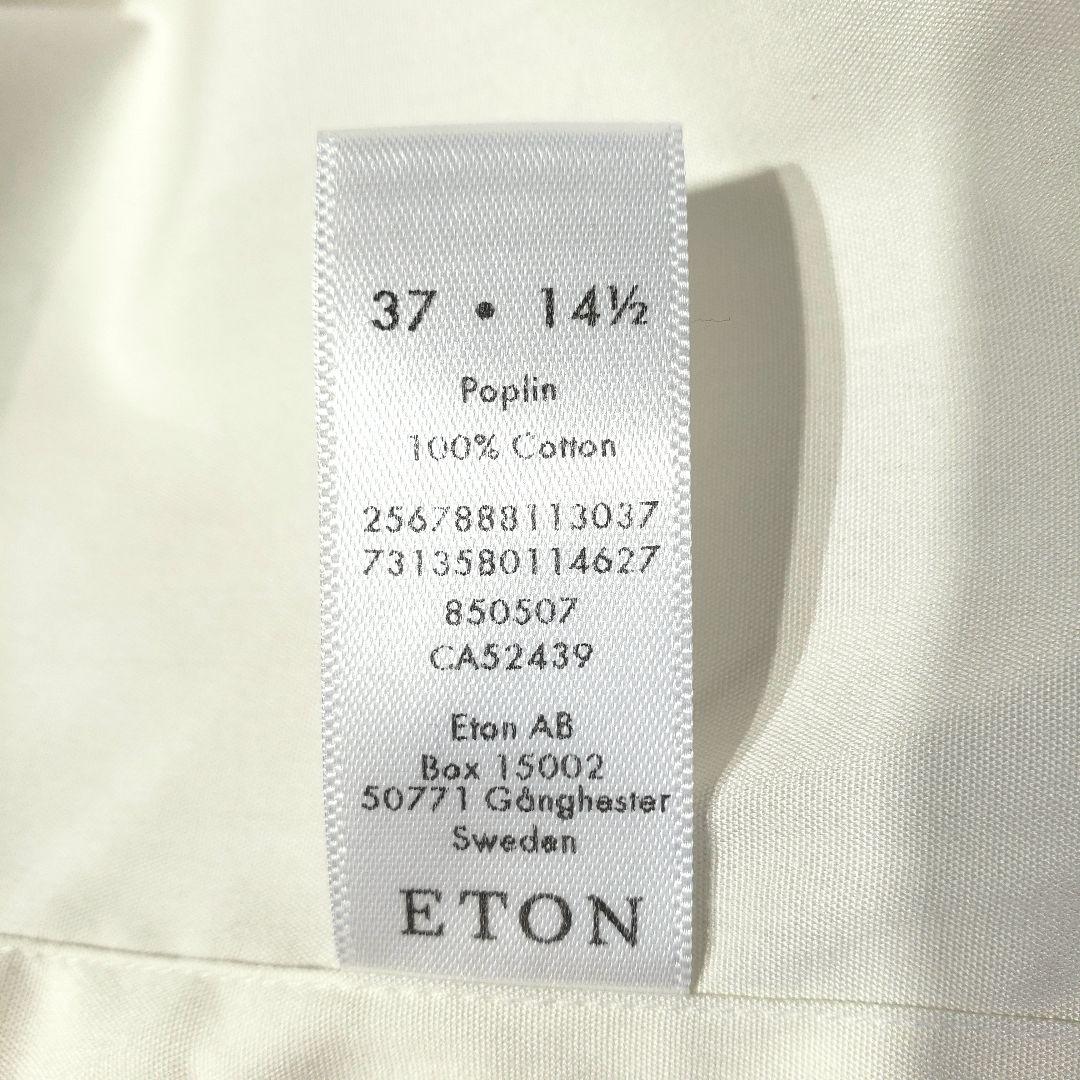 37 • 14½
Poplin
100% Cotton
2567888113037
7313580114627
850507
CA52439
Eton AB
Box 15002
50771 Gånghester
Sweden
ETON